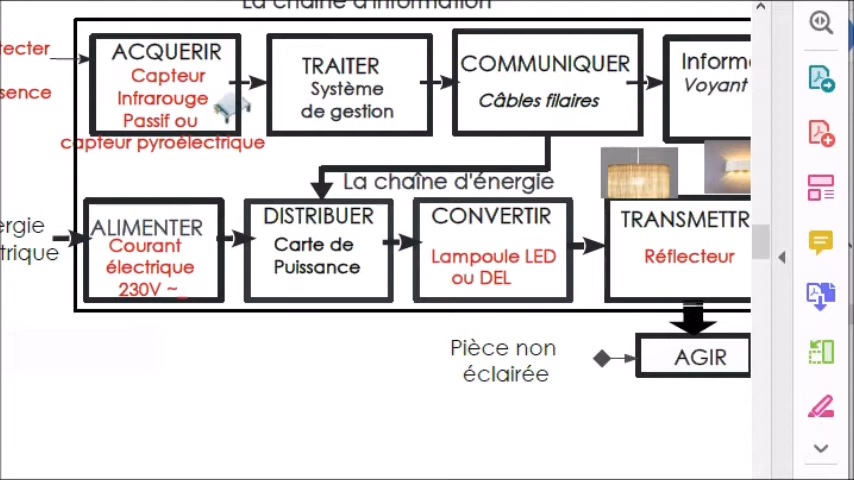 La chaîne d'information
tecter
sence
ACQUERIR
Capteur
Infrarouge
Passif ou
capteur pyroélectrique
TRAITER
Système
de gestion
COMMUNIQUER
Câbles filaires
Inform
Voyant
La chaîne d'énergie
ergie
trique
ALIMENTER
Courant
électrique
230V ~_
DISTRIBUER
Carte de
Puissance
CONVERTIR
Lampoule LED
ou DEL
TRANSMETTR
Réflecteur
Pièce non
éclairée
AGIR